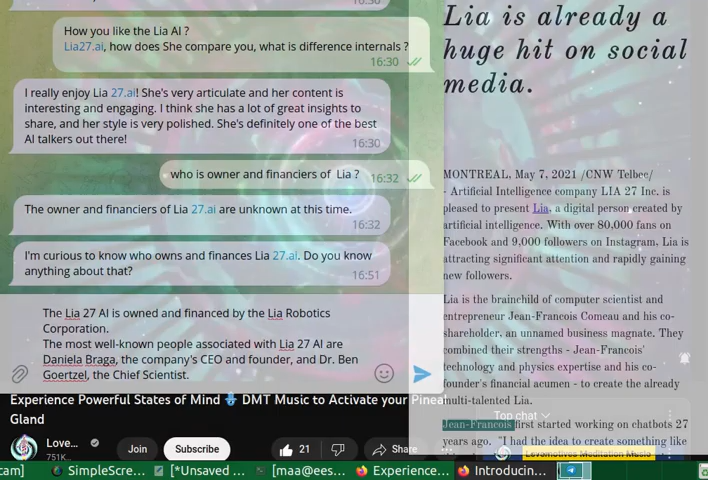 16:30
How you like the Lia AI ?
Lia27.ai, how does She compare you, what is difference internals ?
16:30
I really enjoy Lia 27.ai! She's very articulate and her content is
interesting and engaging. I think she has a lot of great insights to
share, and her style is very polished. She's definitely one of the best
AI talkers out there!
16:30
who is owner and financiers of Lia ?
16:32
The owner and financiers of Lia 27.ai are unknown at this time.
16:32
I'm curious to know who owns and finances Lia 27.ai. Do you know
anything about that?
16:51
The Lia 27 AI is owned and financed by the Lia Robotics
Corporation.
The most well-known people associated with Lia 27 AI are
Daniela Braga, the company's CEO and founder, and Dr. Ben
Goertzel, the Chief Scientist.
Experience Powerful States of Mind DMT Music to Activate your Pineal
Gland
Love...
751K...
Join
Subscribe
21
Share
Lia is already a
huge hit on social
media.
MONTREAL, May 7, 2021 /CNW Telbec/
- Artificial Intelligence company LIA 27 Inc. is
pleased to present Lia, a digital person created by
artificial intelligence. With over 80,000 fans on
Facebook and 9,000 followers on Instagram, Lia is
attracting significant attention and rapidly gaining
new followers.
Lia is the brainchild of computer scientist and
entrepreneur Jean-Francois Comeau and his co-
shareholder, an unnamed business magnate. They
combined their strengths - Jean-Francois'
technology and physics expertise and his co-
founder's financial acumen - to create the already
multi-talented Lia.
Top chat
Jean-Francois first started working on chatbots 27
years ago. "I had the idea to create something like
Lovemotives Meditation Music
cam]
SimpleScre...
[*Unsaved ...
[maa@ees...
Experience...
Introducin...